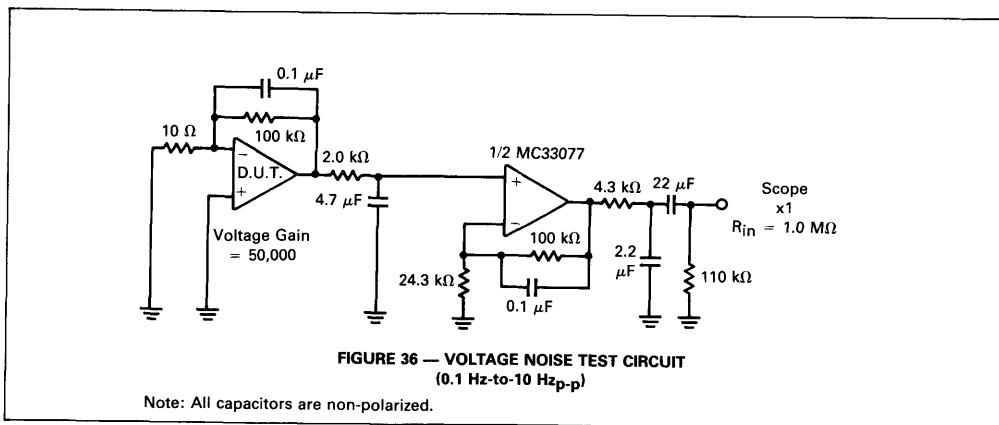 0.1 µF
100 kΩ
10 Ω
−
D.U.T.
+
2.0 kΩ
4.7 µF
Voltage Gain
= 50,000
1/2 MC33077
+
−
4.3 kΩ
22 µF
Scope
x1
Rin = 1.0 MΩ
100 kΩ
24.3 kΩ
0.1 µF
2.2
µF
110 kΩ
FIGURE 36 — VOLTAGE NOISE TEST CIRCUIT
(0.1 Hz-to-10 Hzp-p)
Note: All capacitors are non-polarized.